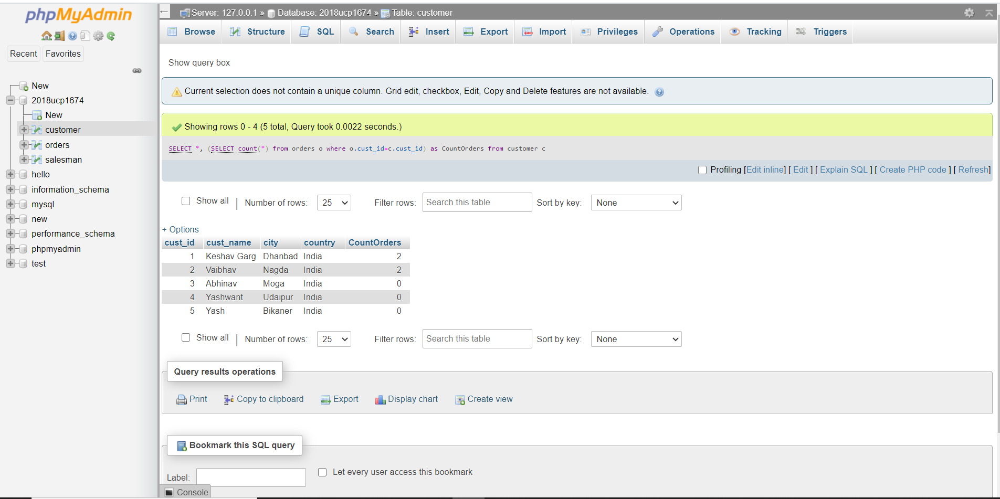 phpMyAdmin
Recent Favorites
New
2018ucp1674
New
customer
orders
salesman
hello
information_schema
mysql
new
performance_schema
phpmyadmin
test
Server: 127.0.0.1 » Database: 2018ucp1674 » Table: customer
Browse Structure SQL Search Insert Export Import Privileges Operations Tracking Triggers
Show query box
Current selection does not contain a unique column. Grid edit, checkbox, Edit, Copy and Delete features are not available.
Showing rows 0 - 4 (5 total, Query took 0.0022 seconds.)
SELECT *, (SELECT count(*) from orders o where o.cust_id=c.cust_id) as CountOrders from customer c
Profiling [Edit inline] [ Edit ] [ Explain SQL ] [ Create PHP code ] [ Refresh]
Show all | Number of rows: 25 Filter rows: Search this table Sort by key: None
+ Options
cust_id cust_name city country CountOrders
1 Keshav Garg Dhanbad India 2
2 Vaibhav Nagda India 2
3 Abhinav Moga India 0
4 Yashwant Udaipur India 0
5 Yash Bikaner India 0
Show all | Number of rows: 25 Filter rows: Search this table Sort by key: None
Query results operations
Print Copy to clipboard Export Display chart Create view
Bookmark this SQL query
Label: Let every user access this bookmark
Console